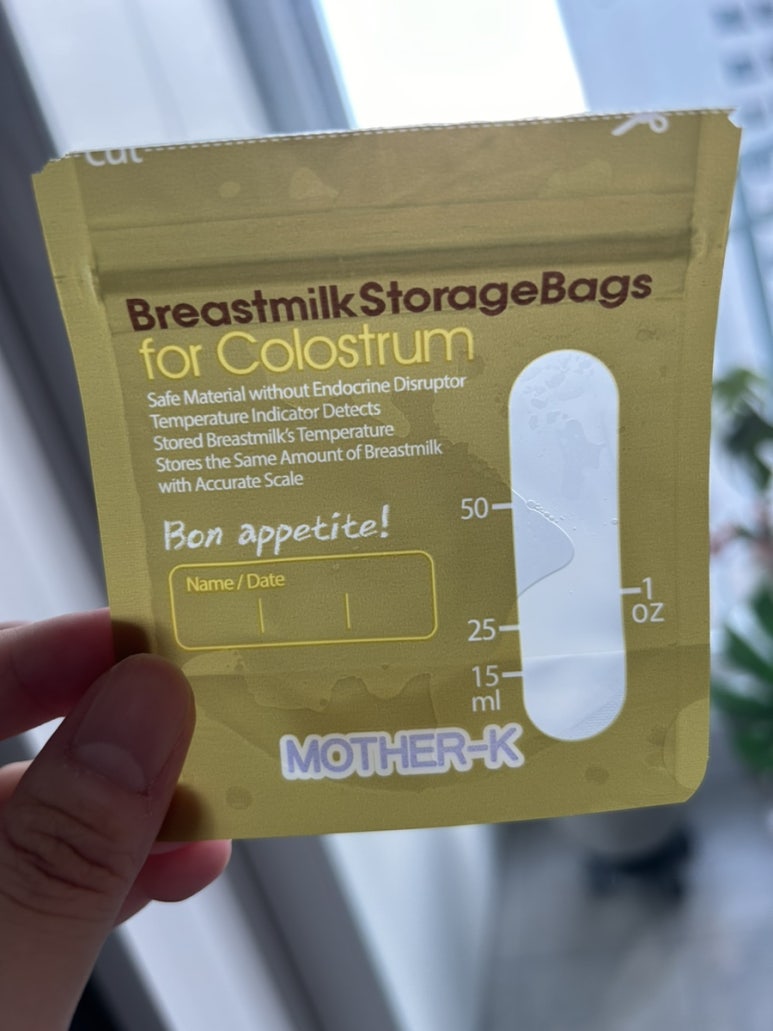 Cut
BreastmilkStorageBags
for Colostrum
Safe Material without Endocrine Disruptor
Temperature Indicator Detects
Stored Breastmilk's Temperature
Stores the Same Amount of Breastmilk
with Accurate Scale
Bon appetite!
Name / Date
50
25
15
ml
1
oz
MOTHER-K